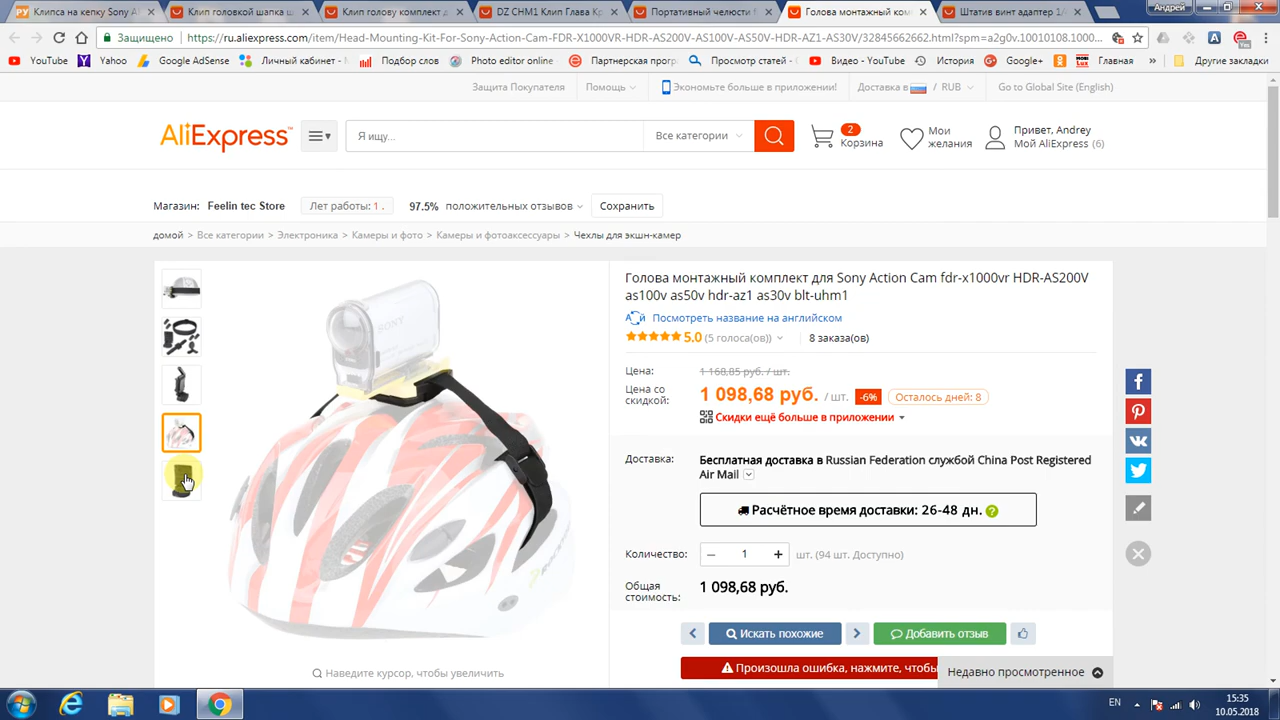 Клипса на кепку Sony A
Клип головкой шапка ш
Клип голову комплект д
DZ CHM1 Клип Глава Кр
Портативный челюсти f
Голова монтажный ком
Штатив винт адаптер 1/4
Андрей
Защищено
https://ru.aliexpress.com/item/Head-Mounting-Kit-For-Sony-Action-Cam-FDR-X1000VR-HDR-AS200V-AS100V-AS50V-HDR-AZ1-AS30V/32845662662.html?spm=a2g0v.10010108.1000...
YouTube
Yahoo
Google AdSense
Личный кабинет -
Подбор слов
Photo editor online
Партнерская прог
Просмотр статей -
Видио - YouTube
История
Google+
Главная
»
Другие закладки
Защита Покупателя
Помощь
Экономьте больше в приложении!
Доставка в / RUB
Go to Global Site (English)
AliExpress™
Я ищу...
Все категории
2
Корзина
Мои желания
Привет, Andrey
Мой AliExpress (6)
Магазин: Feelin tec Store
Лет работы: 1 .
97.5% положительных отзывов
Сохранить
домой > Все категории > Электроника > Камеры и фото > Камеры и фотоаксессуары > Чехлы для экшн-камер
SONY
Голова монтажный комплект для Sony Action Cam fdr-x1000vr HDR-AS200V
as100v as50v hdr-az1 as30v blt-uhm1
Посмотреть название на английском
5.0 (5 голоса(ов)) 8 заказа(ов)
Цена: 1 168,85 руб. / шт.
Цена со скидкой: 1 098,68 руб. / шт. -6% Осталось дней: 8
Скидки ещё больше в приложении
Доставка: Бесплатная доставка в Russian Federation службой China Post Registered
Air Mail
Расчётное время доставки: 26-48 дн. ?
Количество: – 1 + шт. (94 шт. Доступно)
Общая стоимость: 1 098,68 руб.
Искать похожие
Добавить отзыв
Наведите курсор, чтобы увеличить
Произошла ошибка, нажмите, чтобы
Недавно просмотренное
EN
15:35
10.05.2018